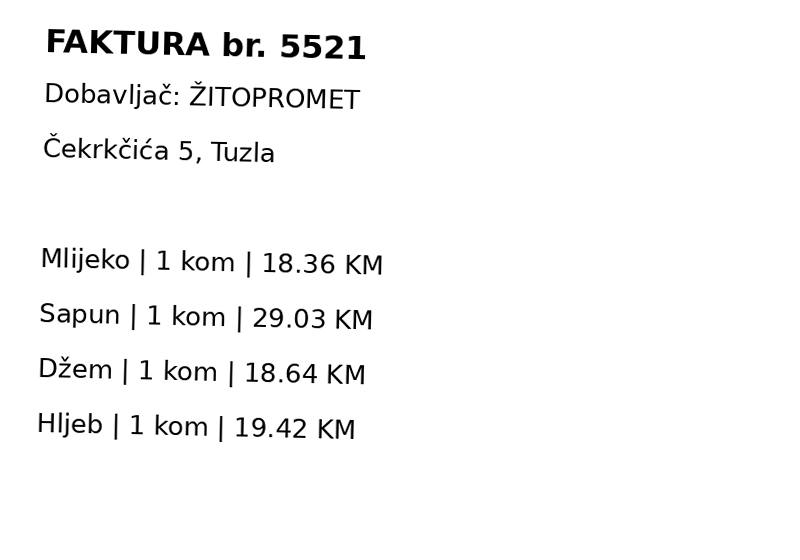 FAKTURA br. 5521
Dobavljač: ŽITOPROMET
Čekrkčića 5, Tuzla
Mlijeko | 1 kom | 18.36 KM
Sapun | 1 kom | 29.03 KM
Džem | 1 kom | 18.64 KM
Hljeb | 1 kom | 19.42 KM